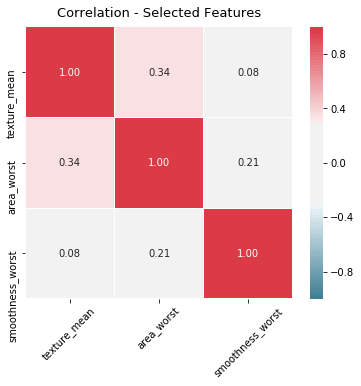 Correlation - Selected Features
texture_mean
area_worst
smoothness_worst
1.00 0.34 0.08
0.34 1.00 0.21
0.08 0.21 1.00
texture_mean
area_worst
smoothness_worst
0.8
0.4
0.0
−0.4
−0.8